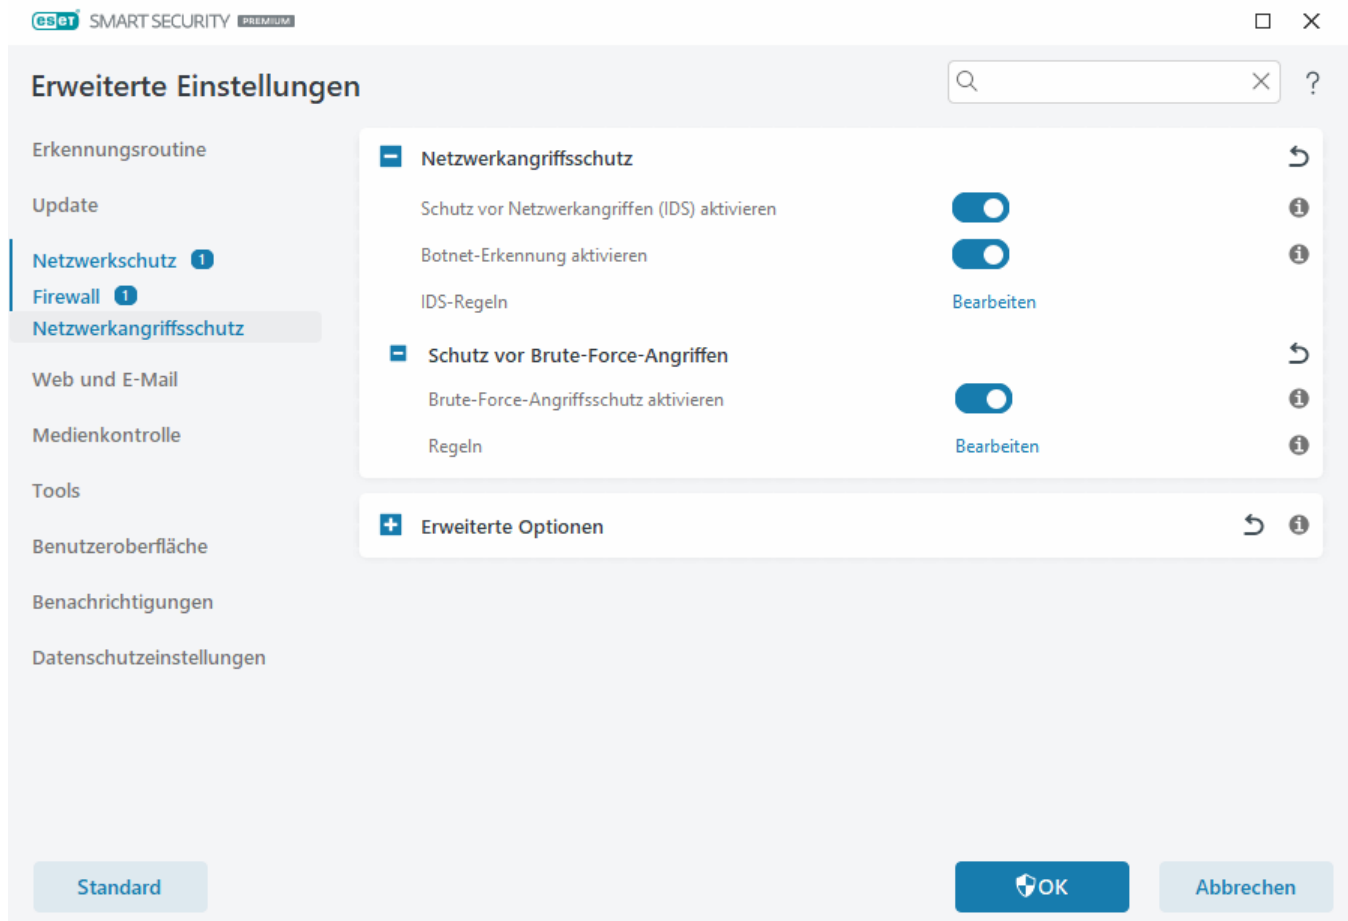 eset SMART SECURITY PREMIUM
Erweiterte Einstellungen
?
Erkennungsroutine
Update
Netzwerkschutz 1
Firewall 1
Netzwerkangriffsschutz
Web und E-Mail
Medienkontrolle
Tools
Benutzeroberfläche
Benachrichtigungen
Datenschutzeinstellungen
Netzwerkangriffsschutz
Schutz vor Netzwerkangriffen (IDS) aktivieren
Botnet-Erkennung aktivieren
IDS-Regeln Bearbeiten
Schutz vor Brute-Force-Angriffen
Brute-Force-Angriffsschutz aktivieren
Regeln Bearbeiten
Erweiterte Optionen
Standard
OK
Abbrechen